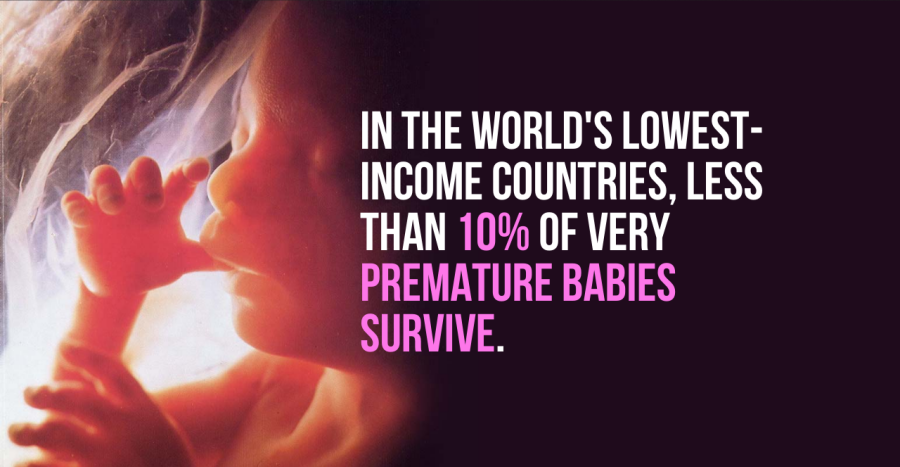 IN THE WORLD'S LOWEST-
INCOME COUNTRIES, LESS
THAN 10% OF VERY
PREMATURE BABIES
SURVIVE.